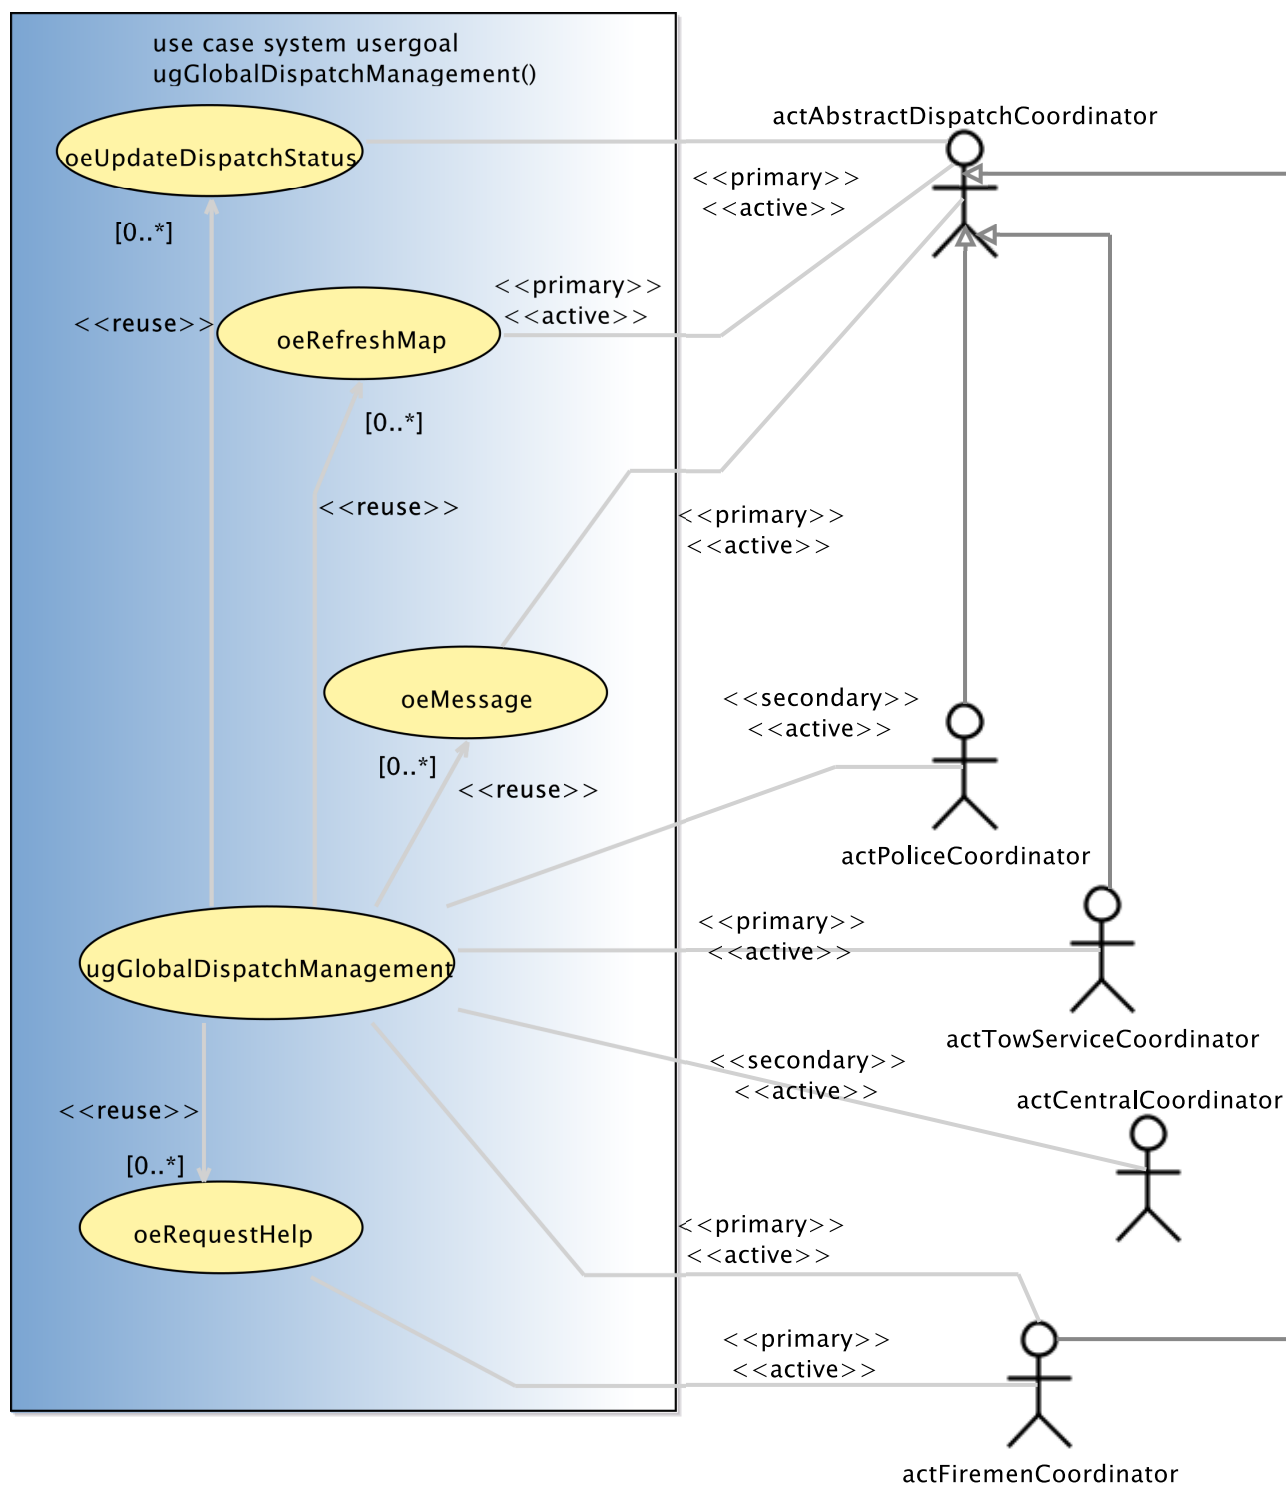 use case system usergoal
ugGlobalDispatchManagement()
actAbstractDispatchCoordinator
oeUpdateDispatchStatus
<<primary>>
<<active>>
[0..*]
<<primary>>
<<active>>
<<reuse>>
oeRefreshMap
[0..*]
<<reuse>>
<<primary>>
<<active>>
oeMessage
<<secondary>>
<<active>>
[0..*]
<<reuse>>
actPoliceCoordinator
<<primary>>
<<active>>
ugGlobalDispatchManagement
actTowServiceCoordinator
<<secondary>>
<<active>>
actCentralCoordinator
<<reuse>>
[0..*]
oeRequestHelp
<<primary>>
<<active>>
<<primary>>
<<active>>
actFiremenCoordinator